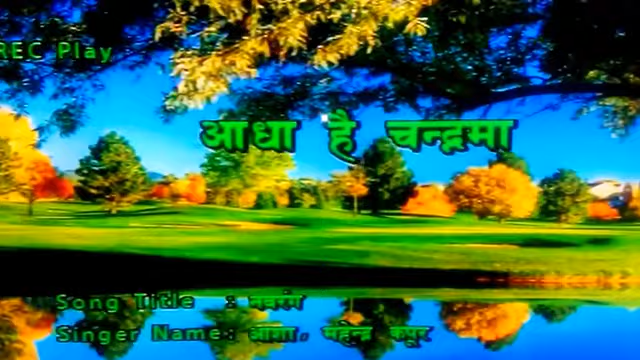 REC Play
आधा है चन्द्रमा
Song Title : नवरंग
Singer Name: आशा, महेन्द्र कपूर